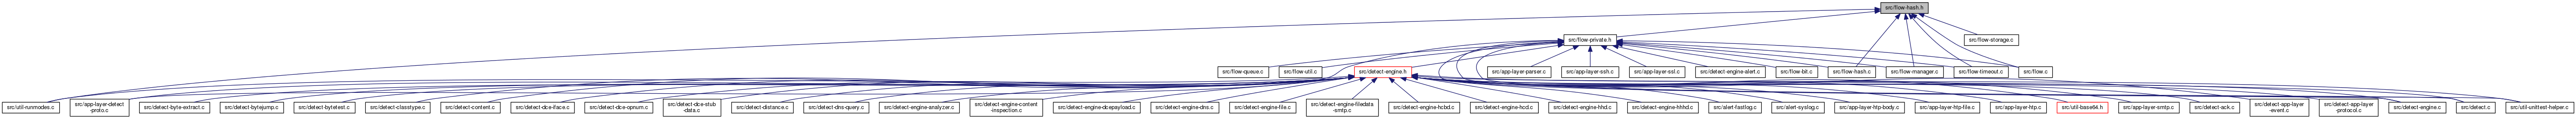 src/flow-hash.h
src/flow-private.h
src/flow-storage.c
src/flow-queue.c
src/flow-util.c
src/detect-engine.h
src/app-layer-parser.c
src/app-layer-ssh.c
src/app-layer-ssl.c
src/detect-engine-alert.c
src/flow-bit.c
src/flow-hash.c
src/flow-manager.c
src/flow-timeout.c
src/flow.c
src/util-runmodes.c
src/app-layer-detect
-proto.c
src/detect-byte-extract.c
src/detect-bytejump.c
src/detect-bytetest.c
src/detect-classtype.c
src/detect-content.c
src/detect-dce-iface.c
src/detect-dce-opnum.c
src/detect-dce-stub
-data.c
src/detect-distance.c
src/detect-dns-query.c
src/detect-engine-analyzer.c
src/detect-engine-content
-inspection.c
src/detect-engine-dcepayload.c
src/detect-engine-dns.c
src/detect-engine-file.c
src/detect-engine-filedata
-smtp.c
src/detect-engine-hcbd.c
src/detect-engine-hcd.c
src/detect-engine-hhd.c
src/detect-engine-hhhd.c
src/alert-fastlog.c
src/alert-syslog.c
src/app-layer-htp-body.c
src/app-layer-htp-file.c
src/app-layer-htp.c
src/util-base64.h
src/app-layer-smtp.c
src/detect-ack.c
src/detect-app-layer
-event.c
src/detect-app-layer
-protocol.c
src/detect-engine.c
src/detect.c
src/util-unittest-helper.c